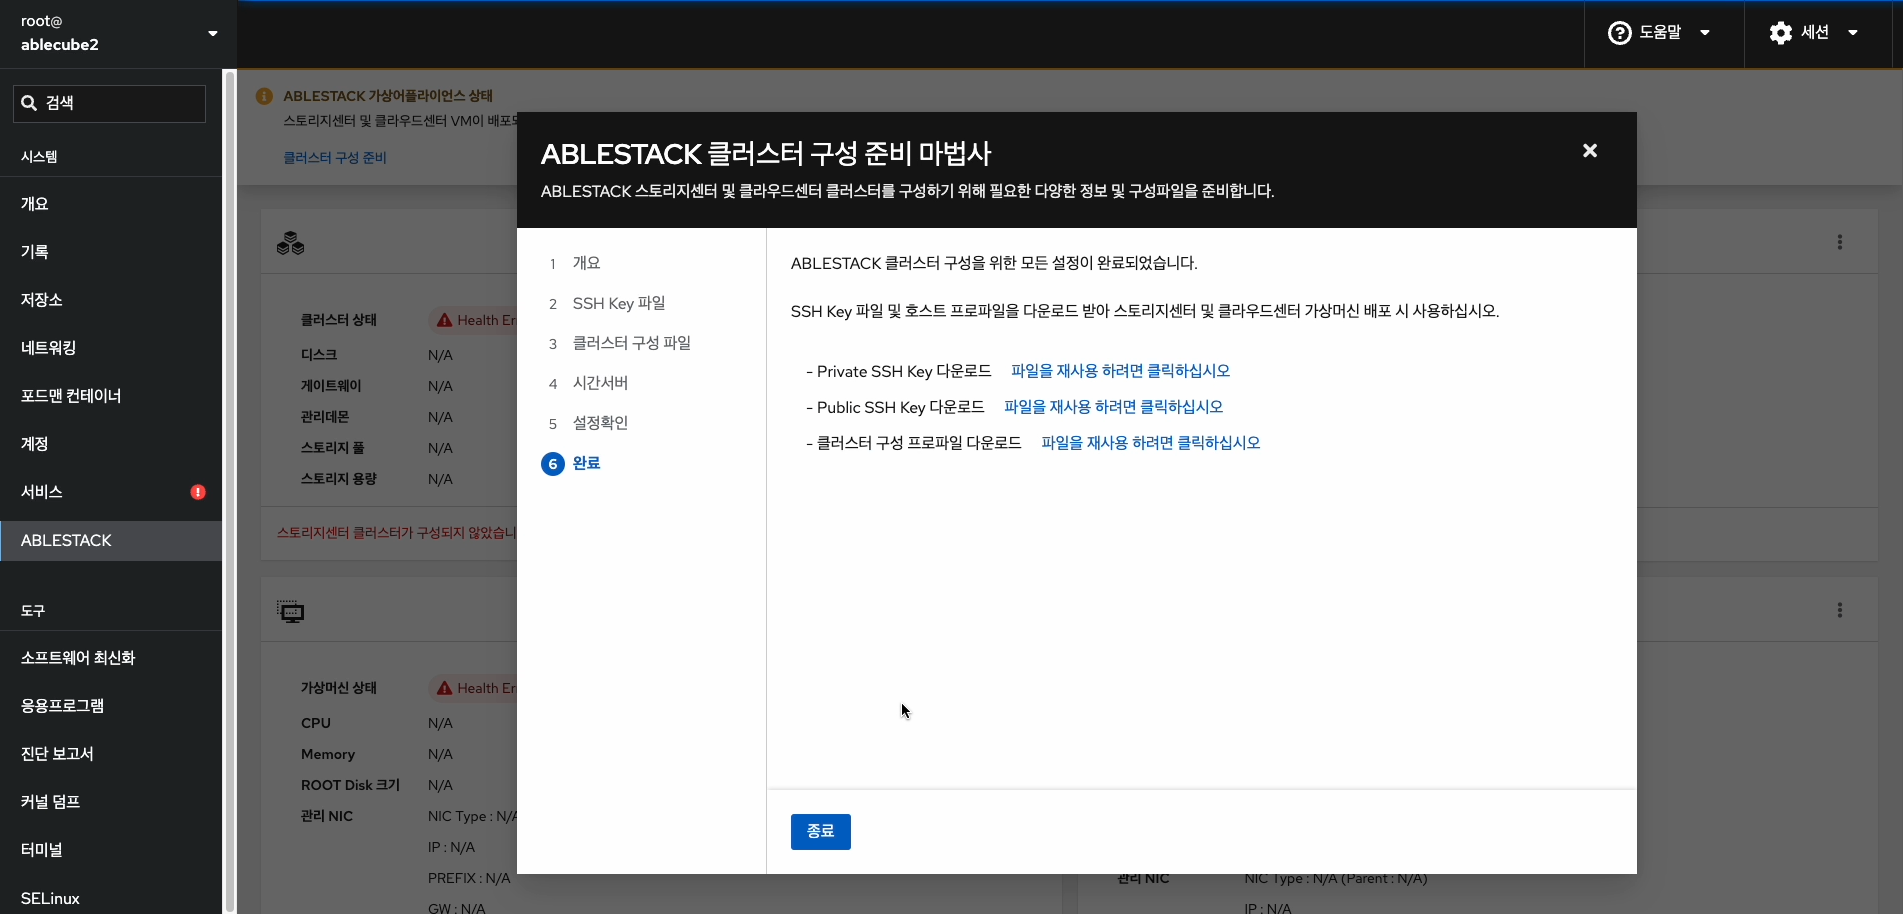 root@
ablecube2
도움말
세션
검색
시스템
개요
기록
저장소
네트워킹
포드맨 컨테이너
계정
서비스
ABLESTACK
도구
소프트웨어 최신화
응용프로그램
진단 보고서
커널 덤프
터미널
SELinux
ABLESTACK 가상어플라이언스 상태
스토리지센터 및 클라우드센터 VM이
클러스터 구성 준비
클러스터 상태 Health
디스크 N/A
게이트웨이 N/A
관리데몬 N/A
스토리지 풀 N/A
스토리지 용량 N/A
스토리지센터 클러스터가 구성되지
가상머신 상태 Health
CPU N/A
Memory N/A
ROOT Disk 크기 N/A
관리 NIC NIC Type : N/A
IP : N/A
PREFIX : N/A
GW : N/A
ABLESTACK 클러스터 구성 준비 마법사
ABLESTACK 스토리지센터 및 클라우드센터 클러스터를 구성하기 위해 필요한 다양한 정보 및 구성파일을 준비합니다.
1 개요
2 SSH Key 파일
3 클러스터 구성 파일
4 시간서버
5 설정확인
6 완료
ABLESTACK 클러스터 구성을 위한 모든 설정이 완료되었습니다.
SSH Key 파일 및 호스트 프로파일을 다운로드 받아 스토리지센터 및 클라우드센터 가상머신 배포 시 사용하십시오.
- Private SSH Key 다운로드 파일을 재사용 하려면 클릭하십시오
- Public SSH Key 다운로드 파일을 재사용 하려면 클릭하십시오
- 클러스터 구성 프로파일 다운로드 파일을 재사용 하려면 클릭하십시오
종료
관리 NIC NIC Type : N/A (Parent : N/A)
IP : N/A